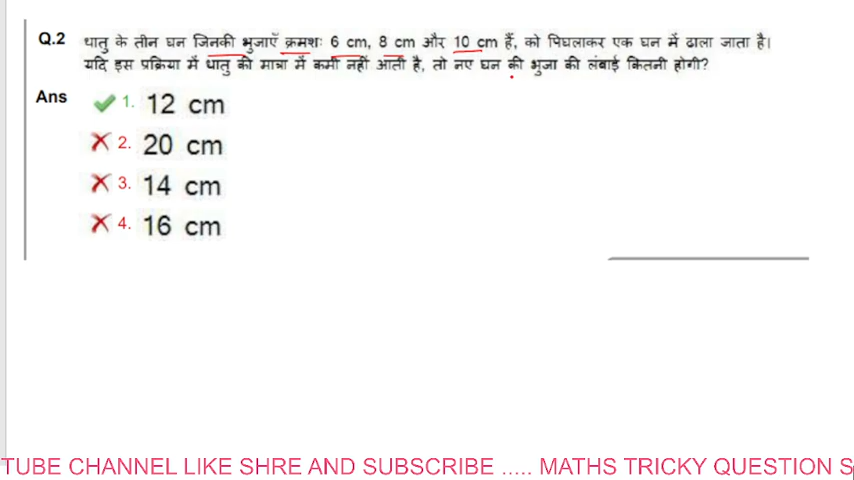 Q.2 धातु के तीन घन जिनकी भुजाएँ क्रमशः 6 cm, 8 cm और 10 cm हैं, को पिघलाकर एक घन में ढाला जाता है।
यदि इस प्रक्रिया में धातु की मात्रा में कमी नहीं आती है, तो नए घन की भुजा की लंबाई कितनी होगी?
Ans 1. 12 cm
2. 20 cm
3. 14 cm
4. 16 cm
TUBE CHANNEL LIKE SHRE AND SUBSCRIBE ..... MATHS TRICKY QUESTION S